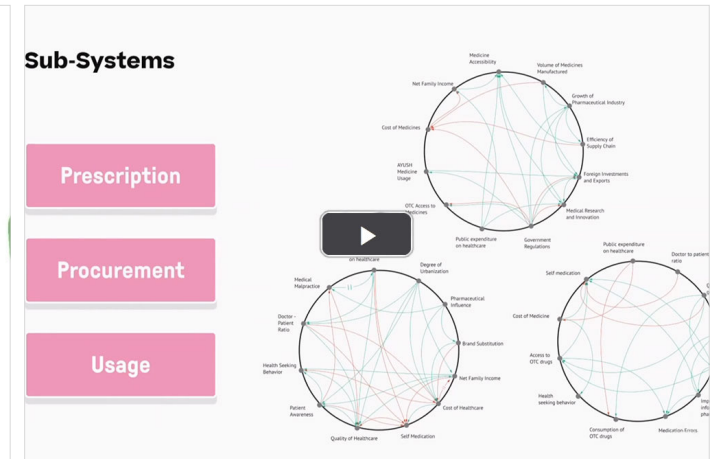 Sub-Systems
Prescription
Procurement
Usage
Medicine
Accessibility
Volume of Medicines
Manufactured
Net Family Income
Growth of
Pharmaceutical Industry
Cost of Medicines
Efficiency of
Supply Chain
AYUSH
Medicine
Usage
Foreign Investments
and Exports
OTC Access to
Medicines
Medical Research
and Innovation
Public expenditure
on healthcare
Government
Regulations
on healthcare
Degree of
Urbanization
Medical
Malpractice
Pharmaceutical
Influence
Doctor -
Patient
Ratio
Brand Substitution
Health Seeking
Behavior
Net Family Income
Patient
Awareness
Cost of Healthcare
Quality of Healthcare
Self Medication
Public expenditure
on healthcare
Doctor to patient
ratio
Self medication
Cost of Medicine
Access to
OTC drugs
Health
seeking behavior
Consumption of
OTC drugs
Medication Errors